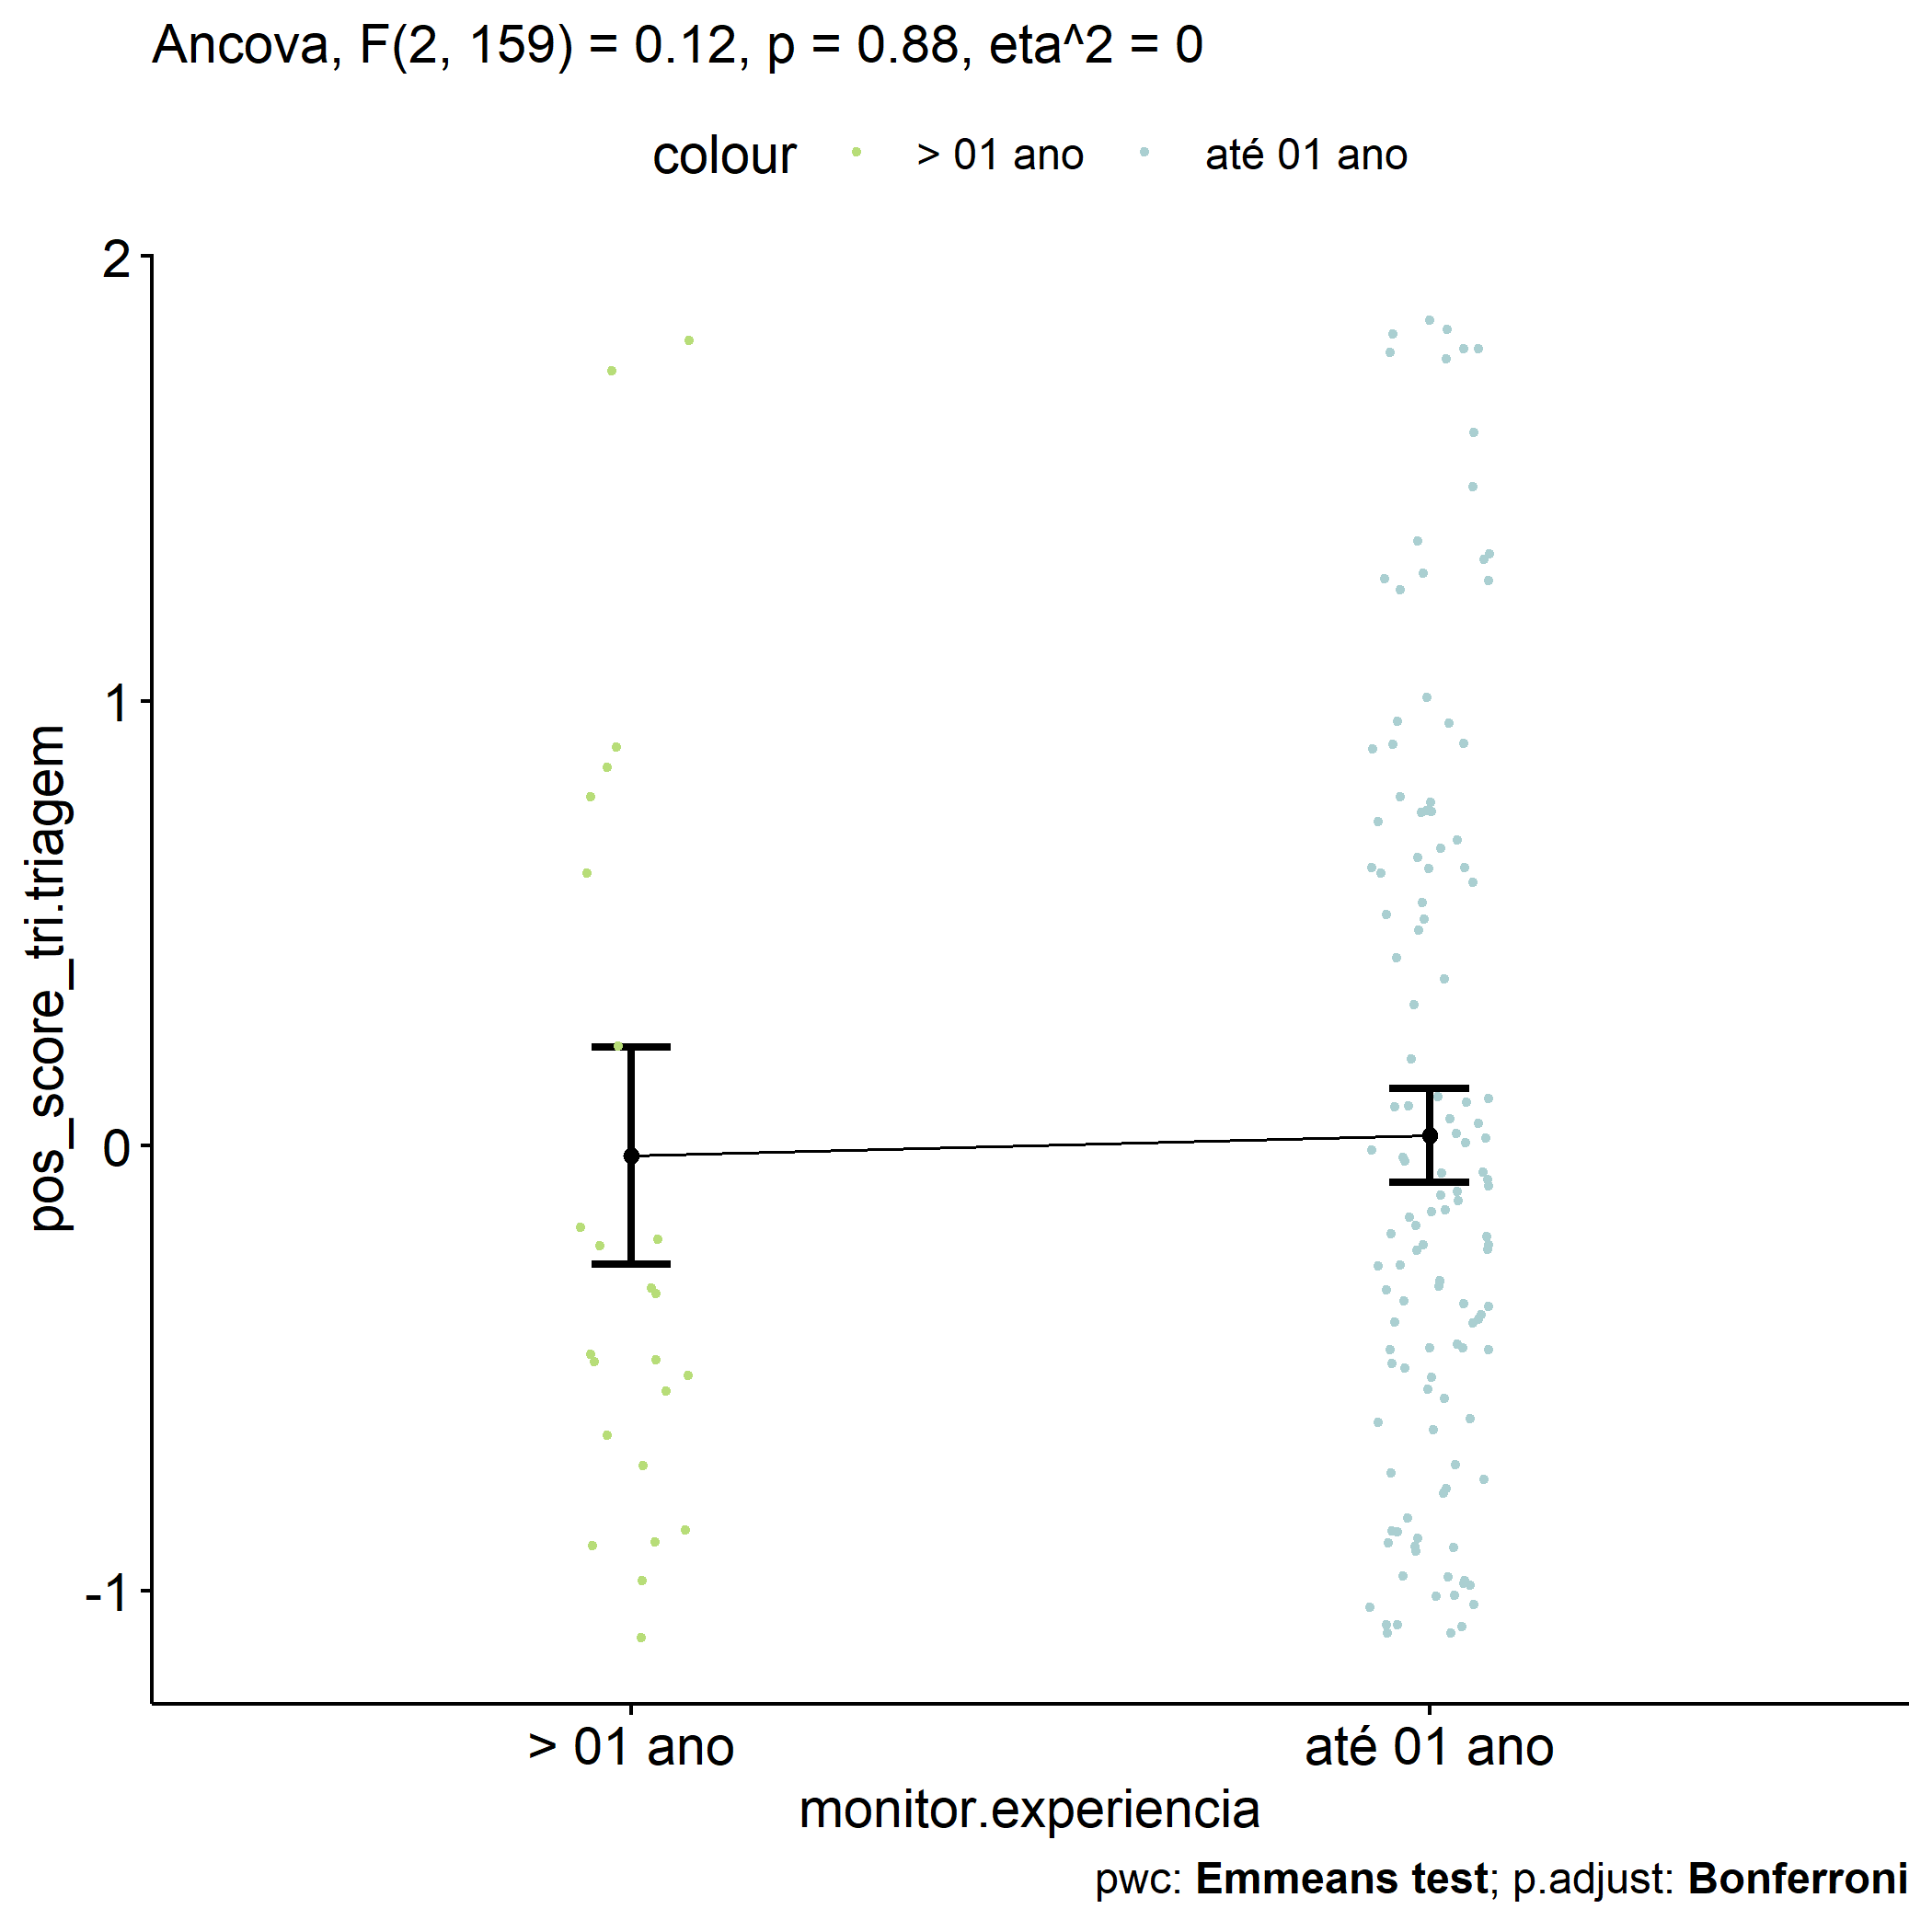 Ancova, F(2, 159) = 0.12, p = 0.88, eta^2 = 0
colour > 01 ano até 01 ano
2
1
0
-1
pos_score_tri.triagem
> 01 ano até 01 ano
monitor.experiencia
pwc: Emmeans test; p.adjust: Bonferroni